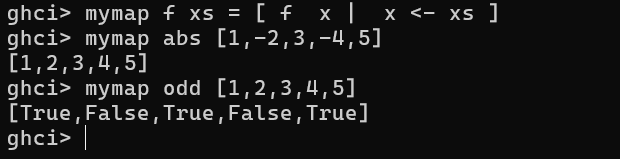 ghci> mymap f xs = [ f  x |  x <- xs ]
ghci> mymap abs [1,-2,3,-4,5]
[1,2,3,4,5]
ghci> mymap odd [1,2,3,4,5]
[True,False,True,False,True]
ghci>